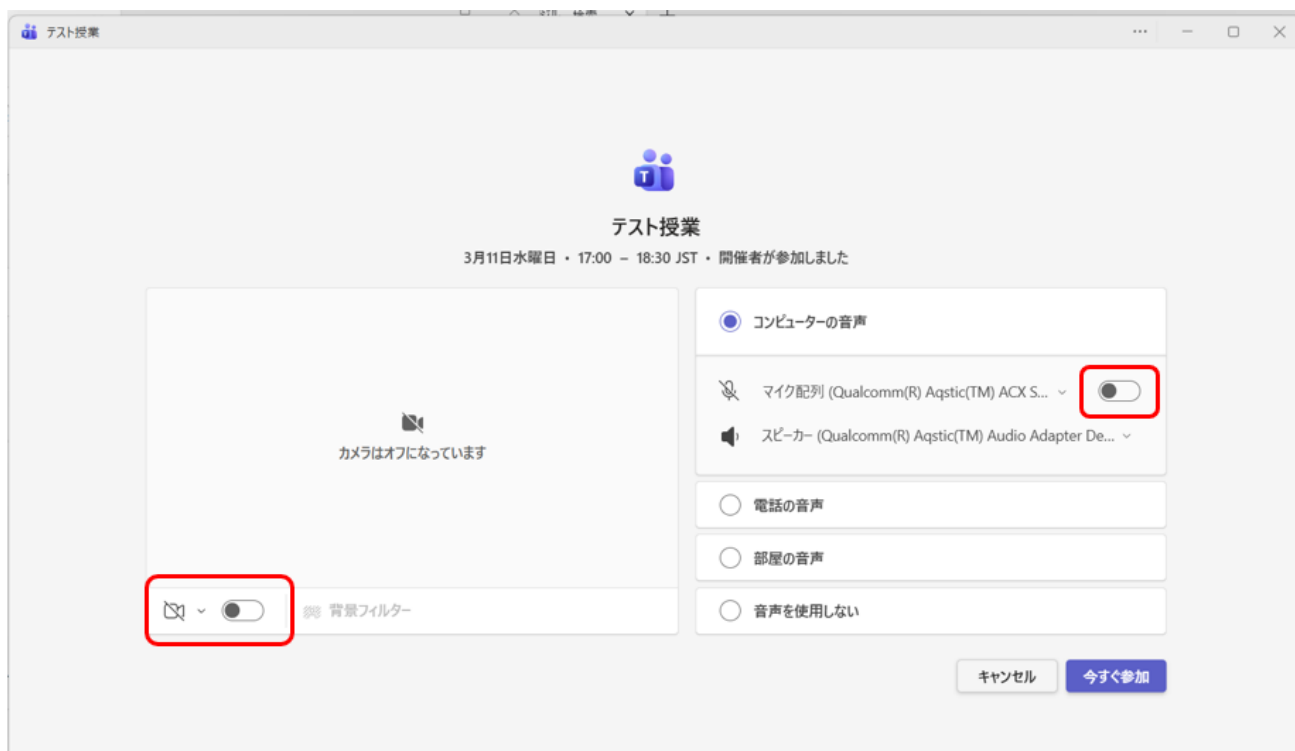 テスト授業
テスト授業
3月11日水曜日 • 17:00 – 18:30 JST • 開催者が参加しました
コンピューターの音声
マイク配列 (Qualcomm(R) Aqstic(TM) ACX S...
スピーカー (Qualcomm(R) Aqstic(TM) Audio Adapter De...
カメラはオフになっています
電話の音声
部屋の音声
背景フィルター
音声を使用しない
キャンセル
今すぐ参加